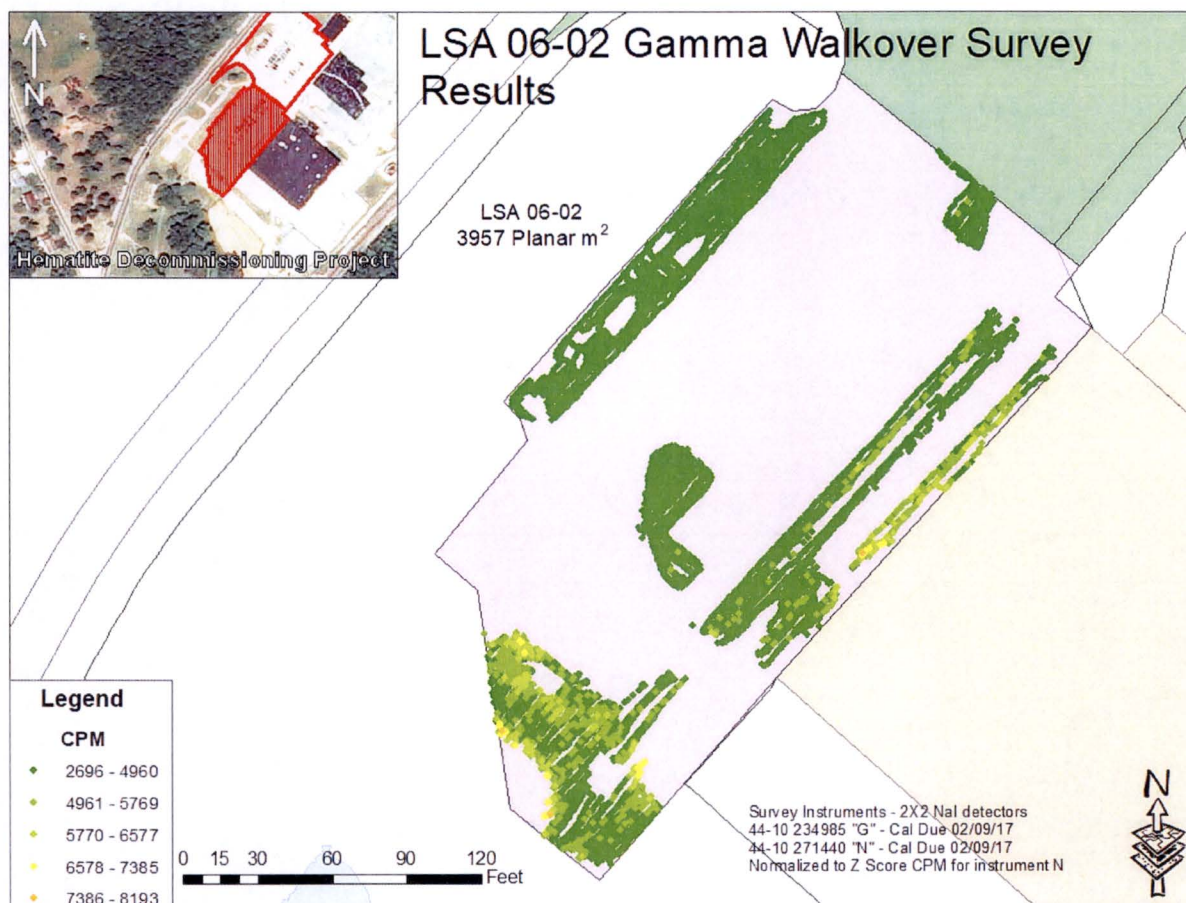 N
Hematite Decommissioning Project
LSA 06-02 Gamma Walkover Survey
Results
LSA 06-02
3957 Planar m²
Legend
CPM
2696 - 4960
4961 - 5769
5770 - 6577
6578 - 7385
7386 - 8193
0 15 30 60 90 120
Feet
Survey Instruments - 2X2 NaI detectors
44-10 234985 "G" - Cal Due 02/09/17
44-10 271440 "N" - Cal Due 02/09/17
Normalized to Z Score CPM for instrument N
N